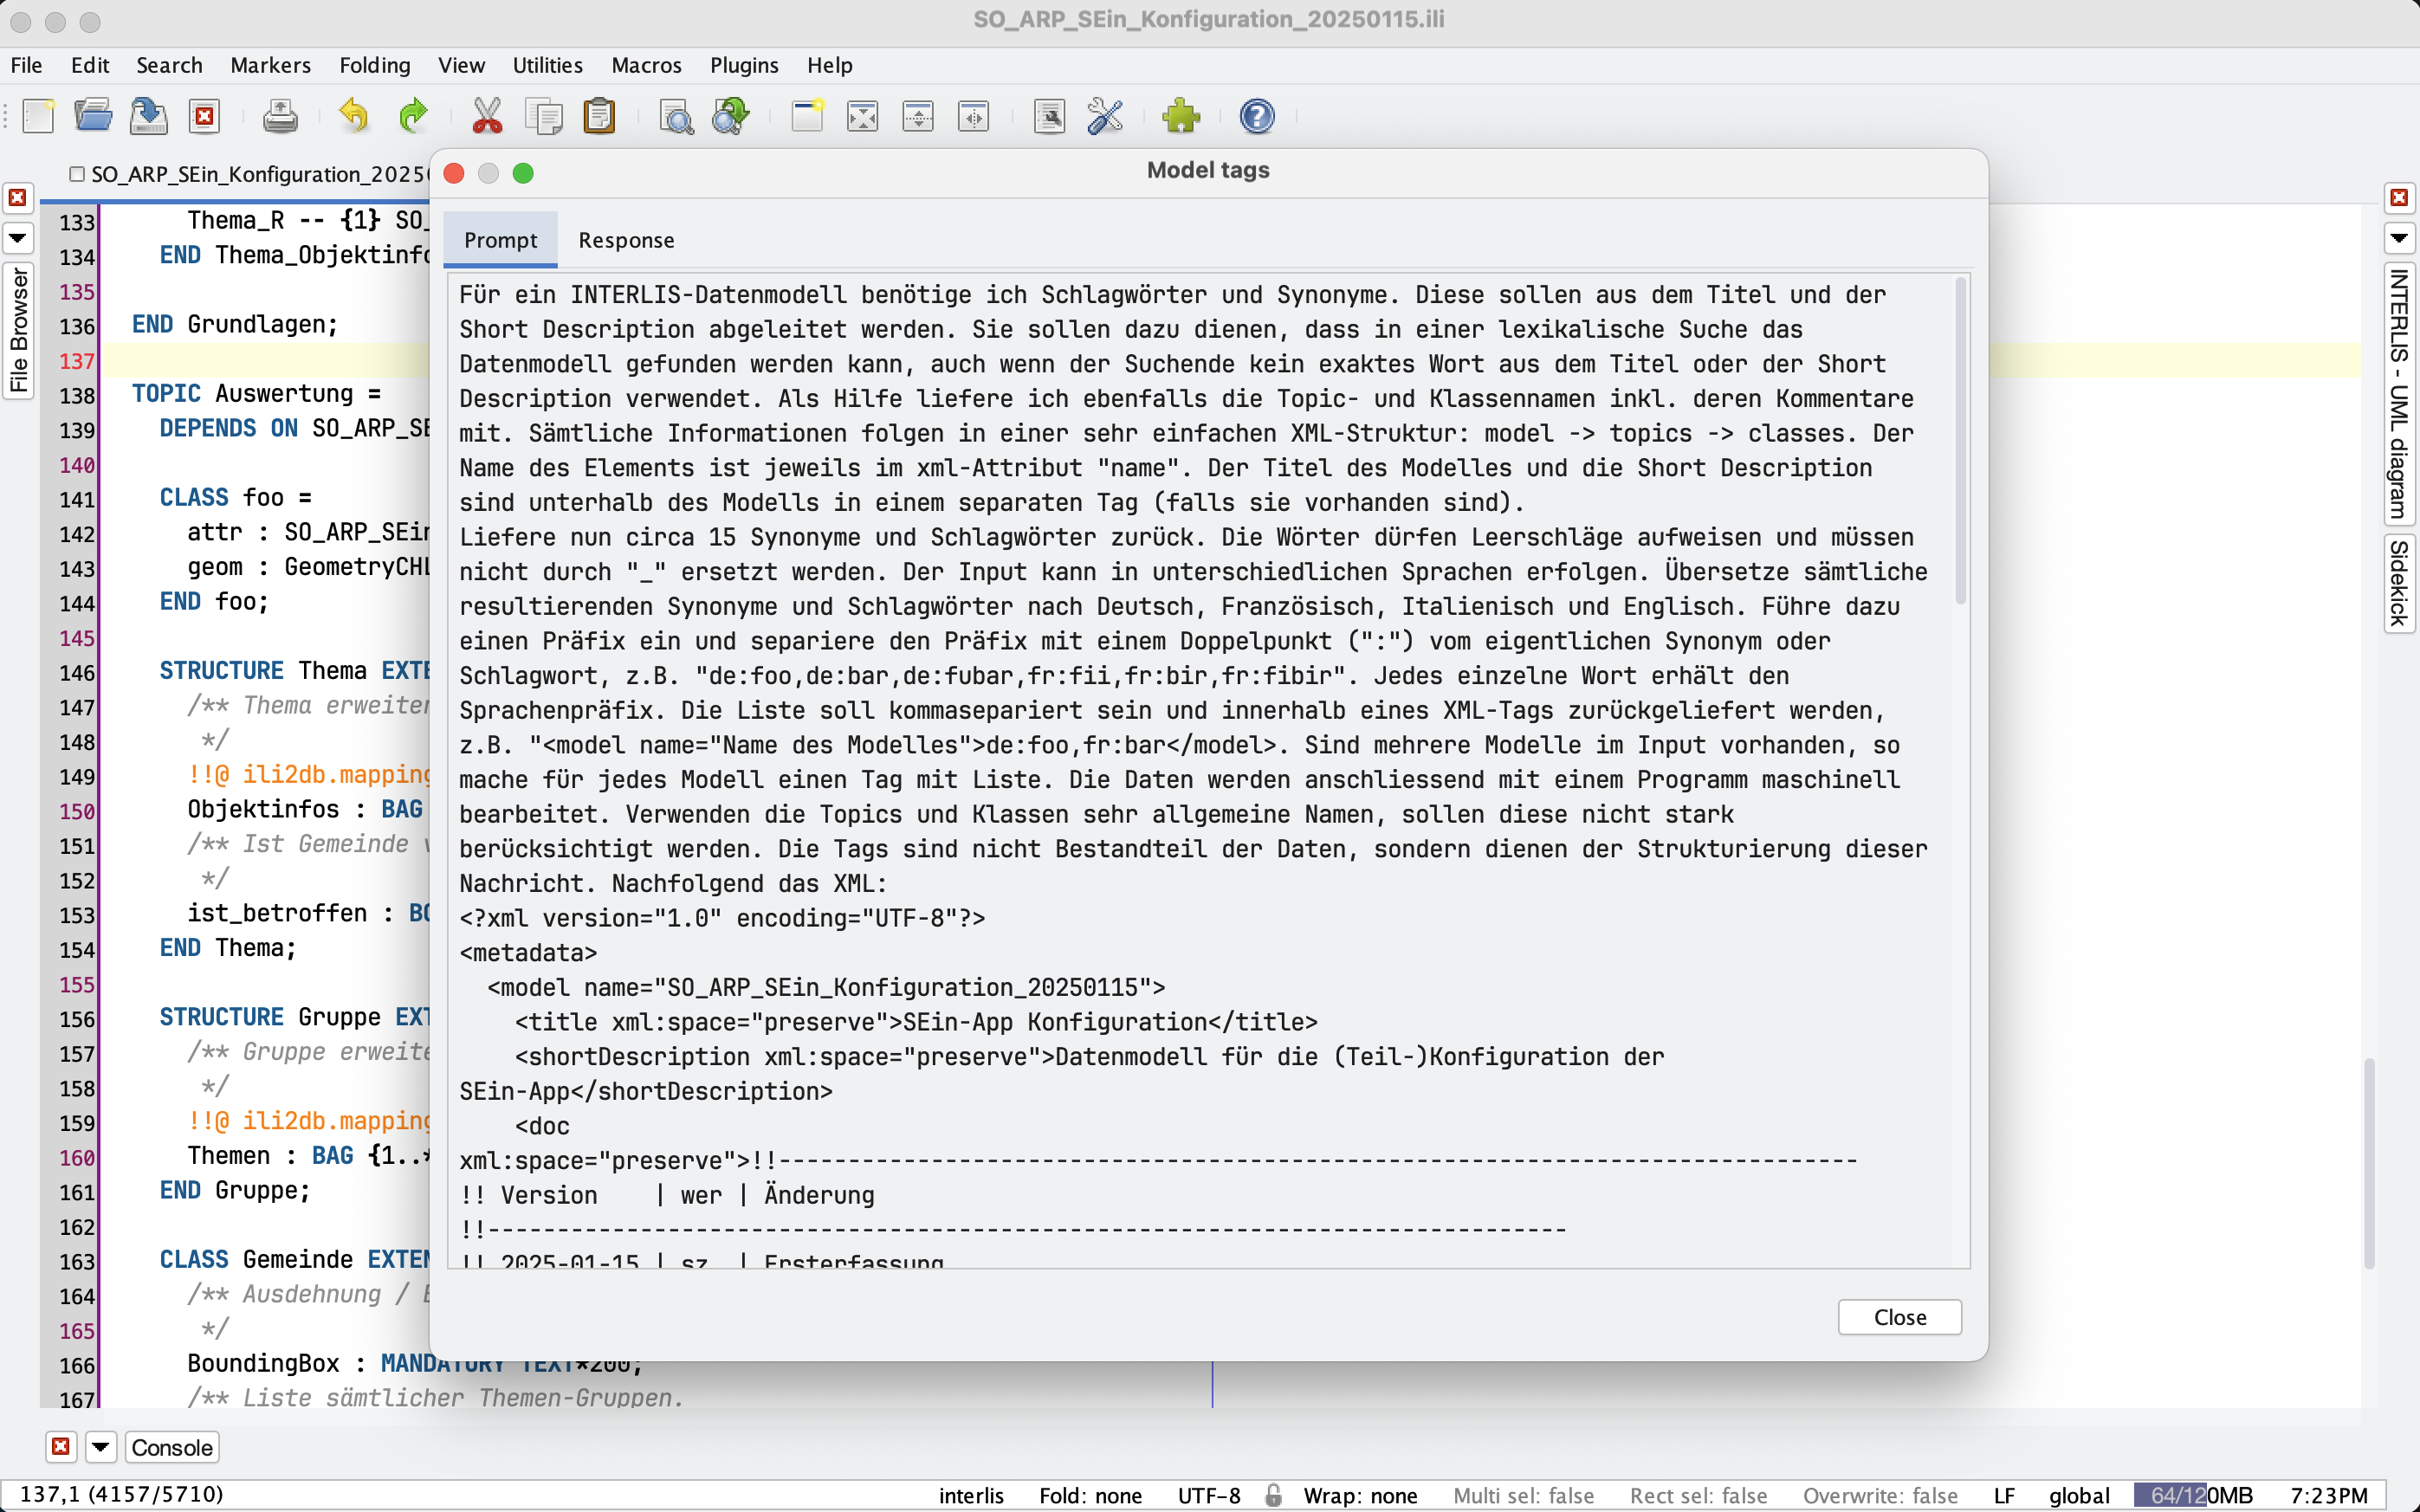 SO_ARP_SEin_Konfiguration_20250115.ili
File Edit Search Markers Folding View Utilities Macros Plugins Help
SO_ARP_SEin_Konfiguration_2025
File Browser
133 Thema_R -- {1} SO_
134 END Thema_Objektinfo
135
136 END Grundlagen;
137
138 TOPIC Auswertung =
139 DEPENDS ON SO_ARP_SE
140
141 CLASS foo =
142 attr : SO_ARP_SEin
143 geom : GeometryCHL
144 END foo;
145
146 STRUCTURE Thema EXTE
147 /** Thema erweiter
148 */
149 !!@ ili2db.mapping
150 Objektinfos : BAG
151 /** Ist Gemeinde v
152 */
153 ist_betroffen : BO
154 END Thema;
155
156 STRUCTURE Gruppe EXT
157 /** Gruppe erweite
158 */
159 !!@ ili2db.mapping
160 Themen : BAG {1..*
161 END Gruppe;
162
163 CLASS Gemeinde EXTEN
164 /** Ausdehnung / B
165 */
166 BoundingBox : MANDATORY TEXT*200;
167 /** Liste sämtlicher Themen-Gruppen.
Model tags
Prompt Response
Für ein INTERLIS-Datenmodell benötige ich Schlagwörter und Synonyme. Diese sollen aus dem Titel und der
Short Description abgeleitet werden. Sie sollen dazu dienen, dass in einer lexikalische Suche das
Datenmodell gefunden werden kann, auch wenn der Suchende kein exaktes Wort aus dem Titel oder der Short
Description verwendet. Als Hilfe liefere ich ebenfalls die Topic- und Klassennamen inkl. deren Kommentare
mit. Sämtliche Informationen folgen in einer sehr einfachen XML-Struktur: model -> topics -> classes. Der
Name des Elements ist jeweils im xml-Attribut "name". Der Titel des Modelles und die Short Description
sind unterhalb des Modells in einem separaten Tag (falls sie vorhanden sind).
Liefere nun circa 15 Synonyme und Schlagwörter zurück. Die Wörter dürfen Leerschläge aufweisen und müssen
nicht durch "_" ersetzt werden. Der Input kann in unterschiedlichen Sprachen erfolgen. Übersetze sämtliche
resultierenden Synonyme und Schlagwörter nach Deutsch, Französisch, Italienisch und Englisch. Führe dazu
einen Präfix ein und separiere den Präfix mit einem Doppelpunkt (":") vom eigentlichen Synonym oder
Schlagwort, z.B. "de:foo,de:bar,de:fubar,fr:fii,fr:bir,fr:fibir". Jedes einzelne Wort erhält den
Sprachenpräfix. Die Liste soll kommasepariert sein und innerhalb eines XML-Tags zurückgeliefert werden,
z.B. "<model name="Name des Modelles">de:foo,fr:bar</model>. Sind mehrere Modelle im Input vorhanden, so
mache für jedes Modell einen Tag mit Liste. Die Daten werden anschliessend mit einem Programm maschinell
bearbeitet. Verwenden die Topics und Klassen sehr allgemeine Namen, sollen diese nicht stark
berücksichtigt werden. Die Tags sind nicht Bestandteil der Daten, sondern dienen der Strukturierung dieser
Nachricht. Nachfolgend das XML:
<?xml version="1.0" encoding="UTF-8"?>
<metadata>
<model name="SO_ARP_SEin_Konfiguration_20250115">
<title xml:space="preserve">SEin-App Konfiguration</title>
<shortDescription xml:space="preserve">Datenmodell für die (Teil-)Konfiguration der
SEin-App</shortDescription>
<doc
xml:space="preserve">!!------------------------------------------------------------------------------
!! Version | wer | Änderung
!!------------------------------------------------------------------------------
!! 2025-01-15 | sz | Ersterfassung
Close
INTERLIS - UML diagram
Sidekick
Console
137,1 (4157/5710) interlis Fold: none UTF-8 Wrap: none Multi sel: false Rect sel: false Overwrite: false LF global 64/120MB 7:23PM